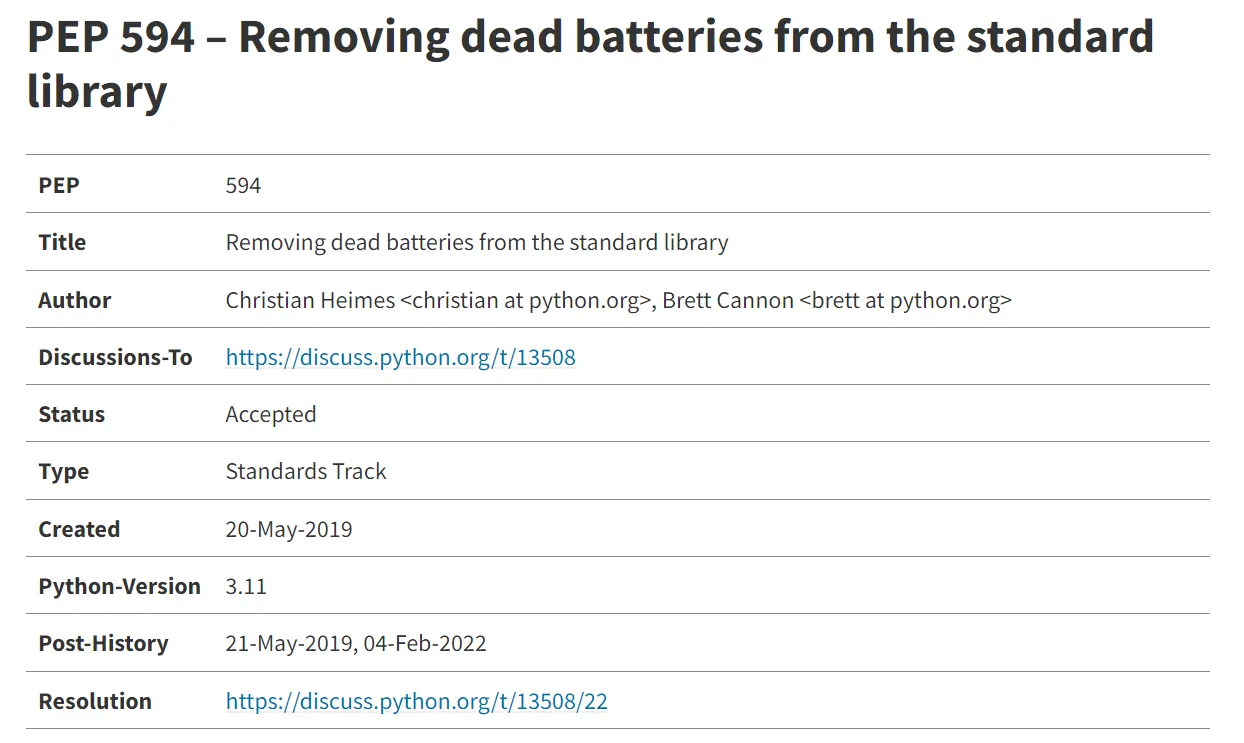 PEP 594 – Removing dead batteries from the standard
library
PEP 594
Title Removing dead batteries from the standard library
Author Christian Heimes <christian at python.org>, Brett Cannon <brett at python.org>
Discussions-To https://discuss.python.org/t/13508
Status Accepted
Type Standards Track
Created 20-May-2019
Python-Version 3.11
Post-History 21-May-2019, 04-Feb-2022
Resolution https://discuss.python.org/t/13508/22